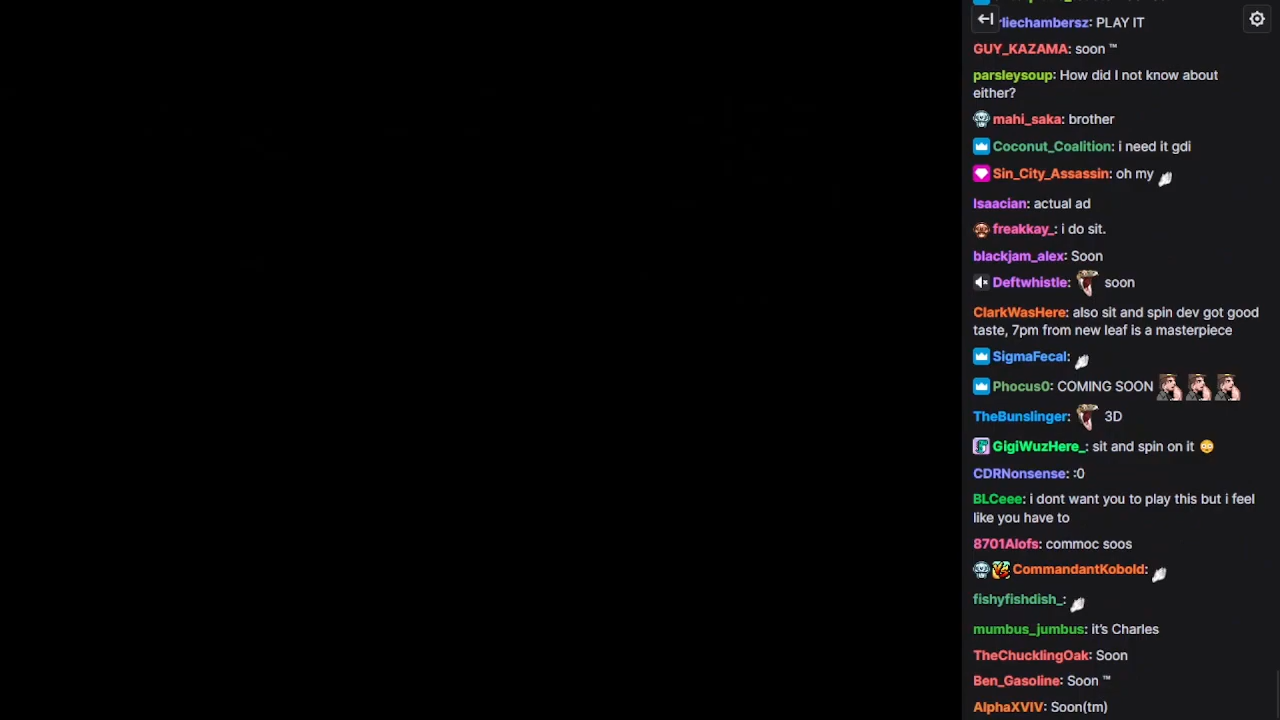 rliechambersz: PLAY IT
GUY_KAZAMA: soon ™
parsleysoup: How did I not know about
either?
mahi_saka: brother
Coconut_Coalition: i need it gdi
Sin_City_Assassin: oh my
Isaacian: actual ad
freakkay_: i do sit.
blackjam_alex: Soon
Deftwhistle: soon
ClarkWasHere: also sit and spin dev got good
taste, 7pm from new leaf is a masterpiece
SigmaFecal:
Phocus0: COMING SOON
TheBunslinger: 3D
GigiWuzHere_: sit and spin on it 😳
CDRNonsense: :0
BLCeee: i dont want you to play this but i feel
like you have to
8701Alofs: commoc soos
CommandantKobold:
fishyfishdish_:
mumbus_jumbus: it's Charles
TheChucklingOak: Soon
Ben_Gasoline: Soon ™
AlphaXVIV: Soon(tm)